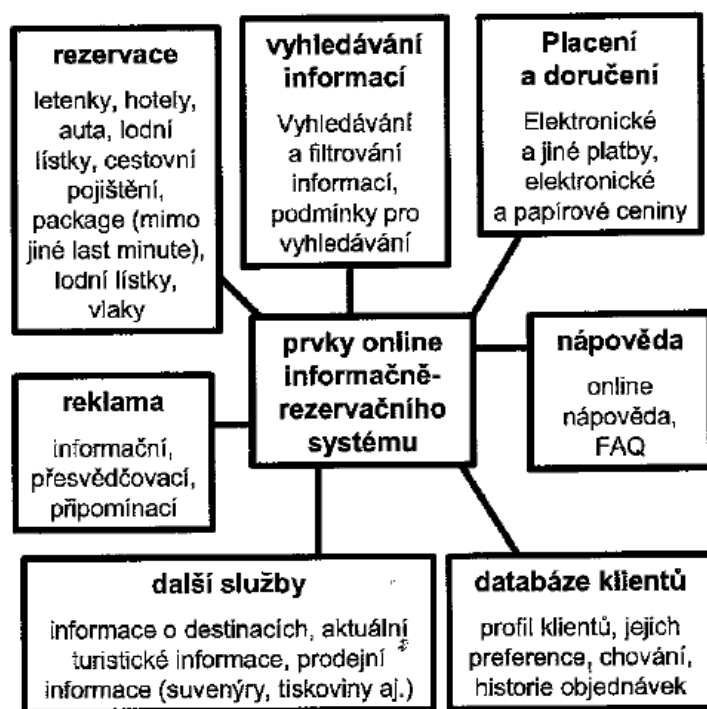 rezervace
letenky, hotely,
auta, lodní
lístky, cestovní
pojištění,
package (mimo
jiné last minute),
lodní lístky,
vlaky
vyhledávání
informací
Vyhledávání
a filtrování
informací,
podmínky pro
vyhledávání
Placení
a doručení
Elektronické
a jiné platby,
elektronické
a papírové ceniny
prvky online
informačně-
rezervačního
systému
nápověda
online
nápověda,
FAQ
reklama
informační,
přesvědčovací,
připomínací
další služby
informace o destinacích, aktuální
turistické informace, prodejní
informace (suvenýry, tiskoviny aj.)
databáze klientů
profil klientů, jejich
preference, chování,
historie objednávek